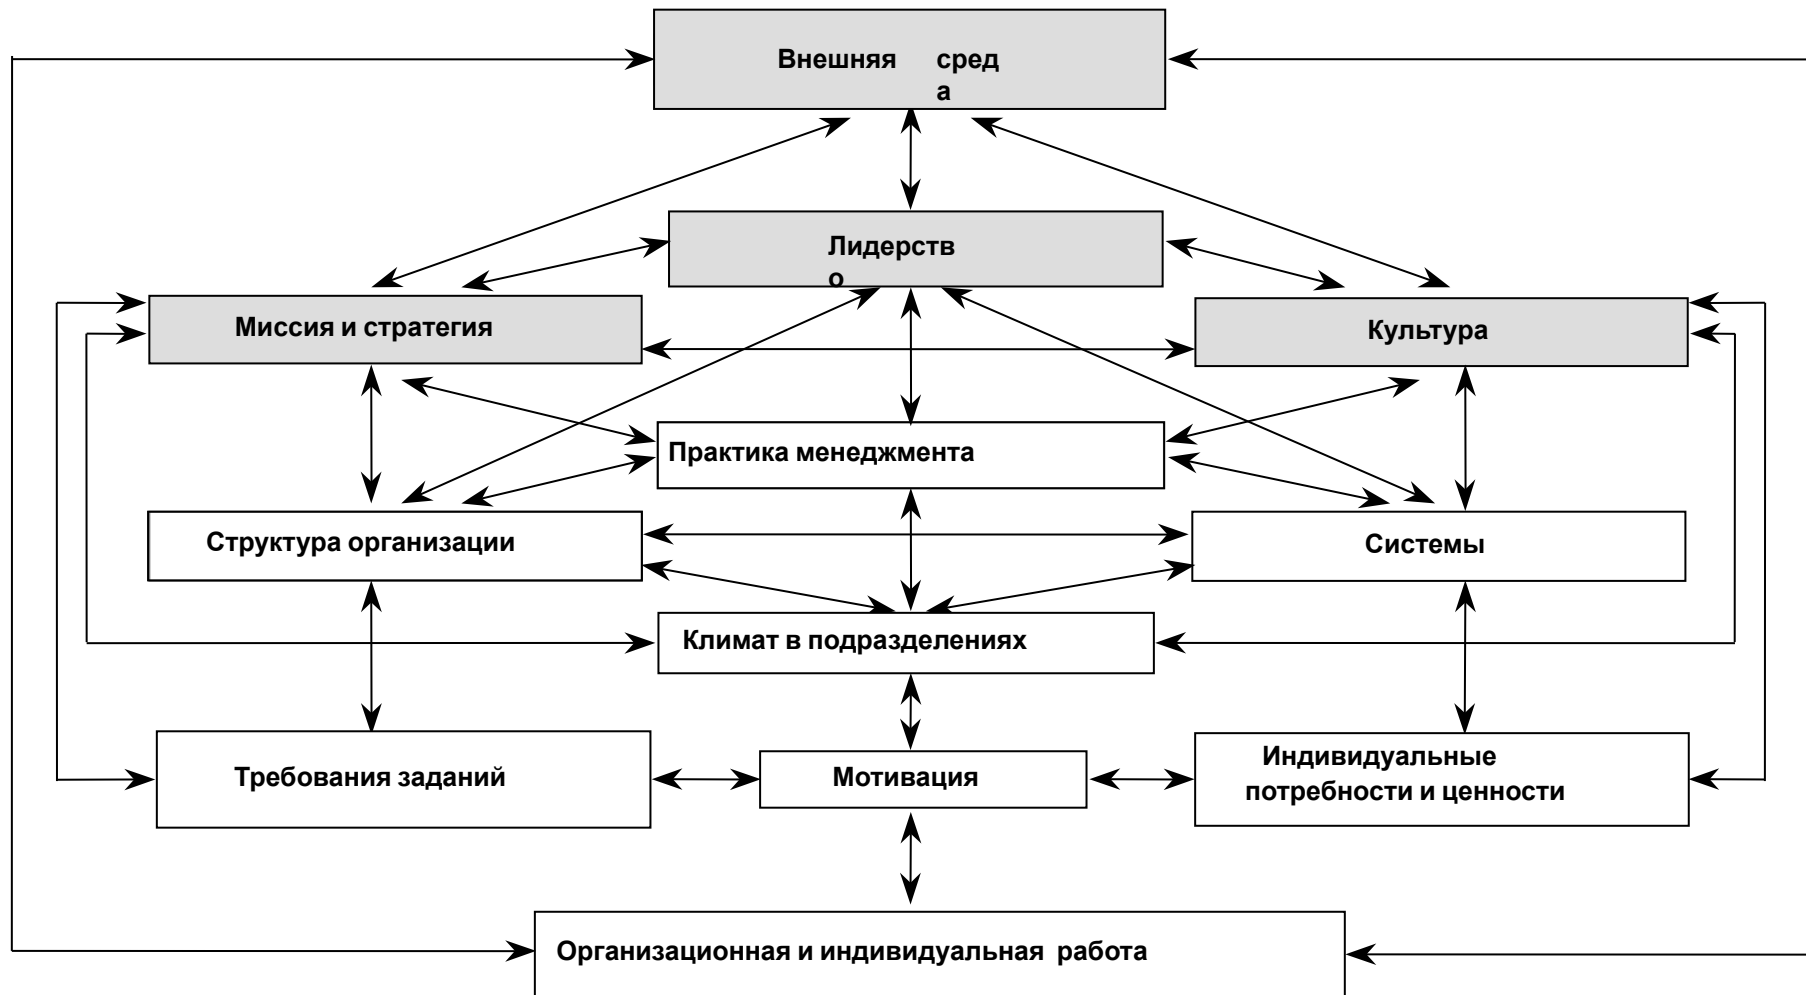 Внешняя сред
а
Лидерств
о
Миссия и стратегия
Культура
Практика менеджмента
Структура организации
Системы
Климат в подразделениях
Требования заданий
Мотивация
Индивидуальные
потребности и ценности
Организационная и индивидуальная работа